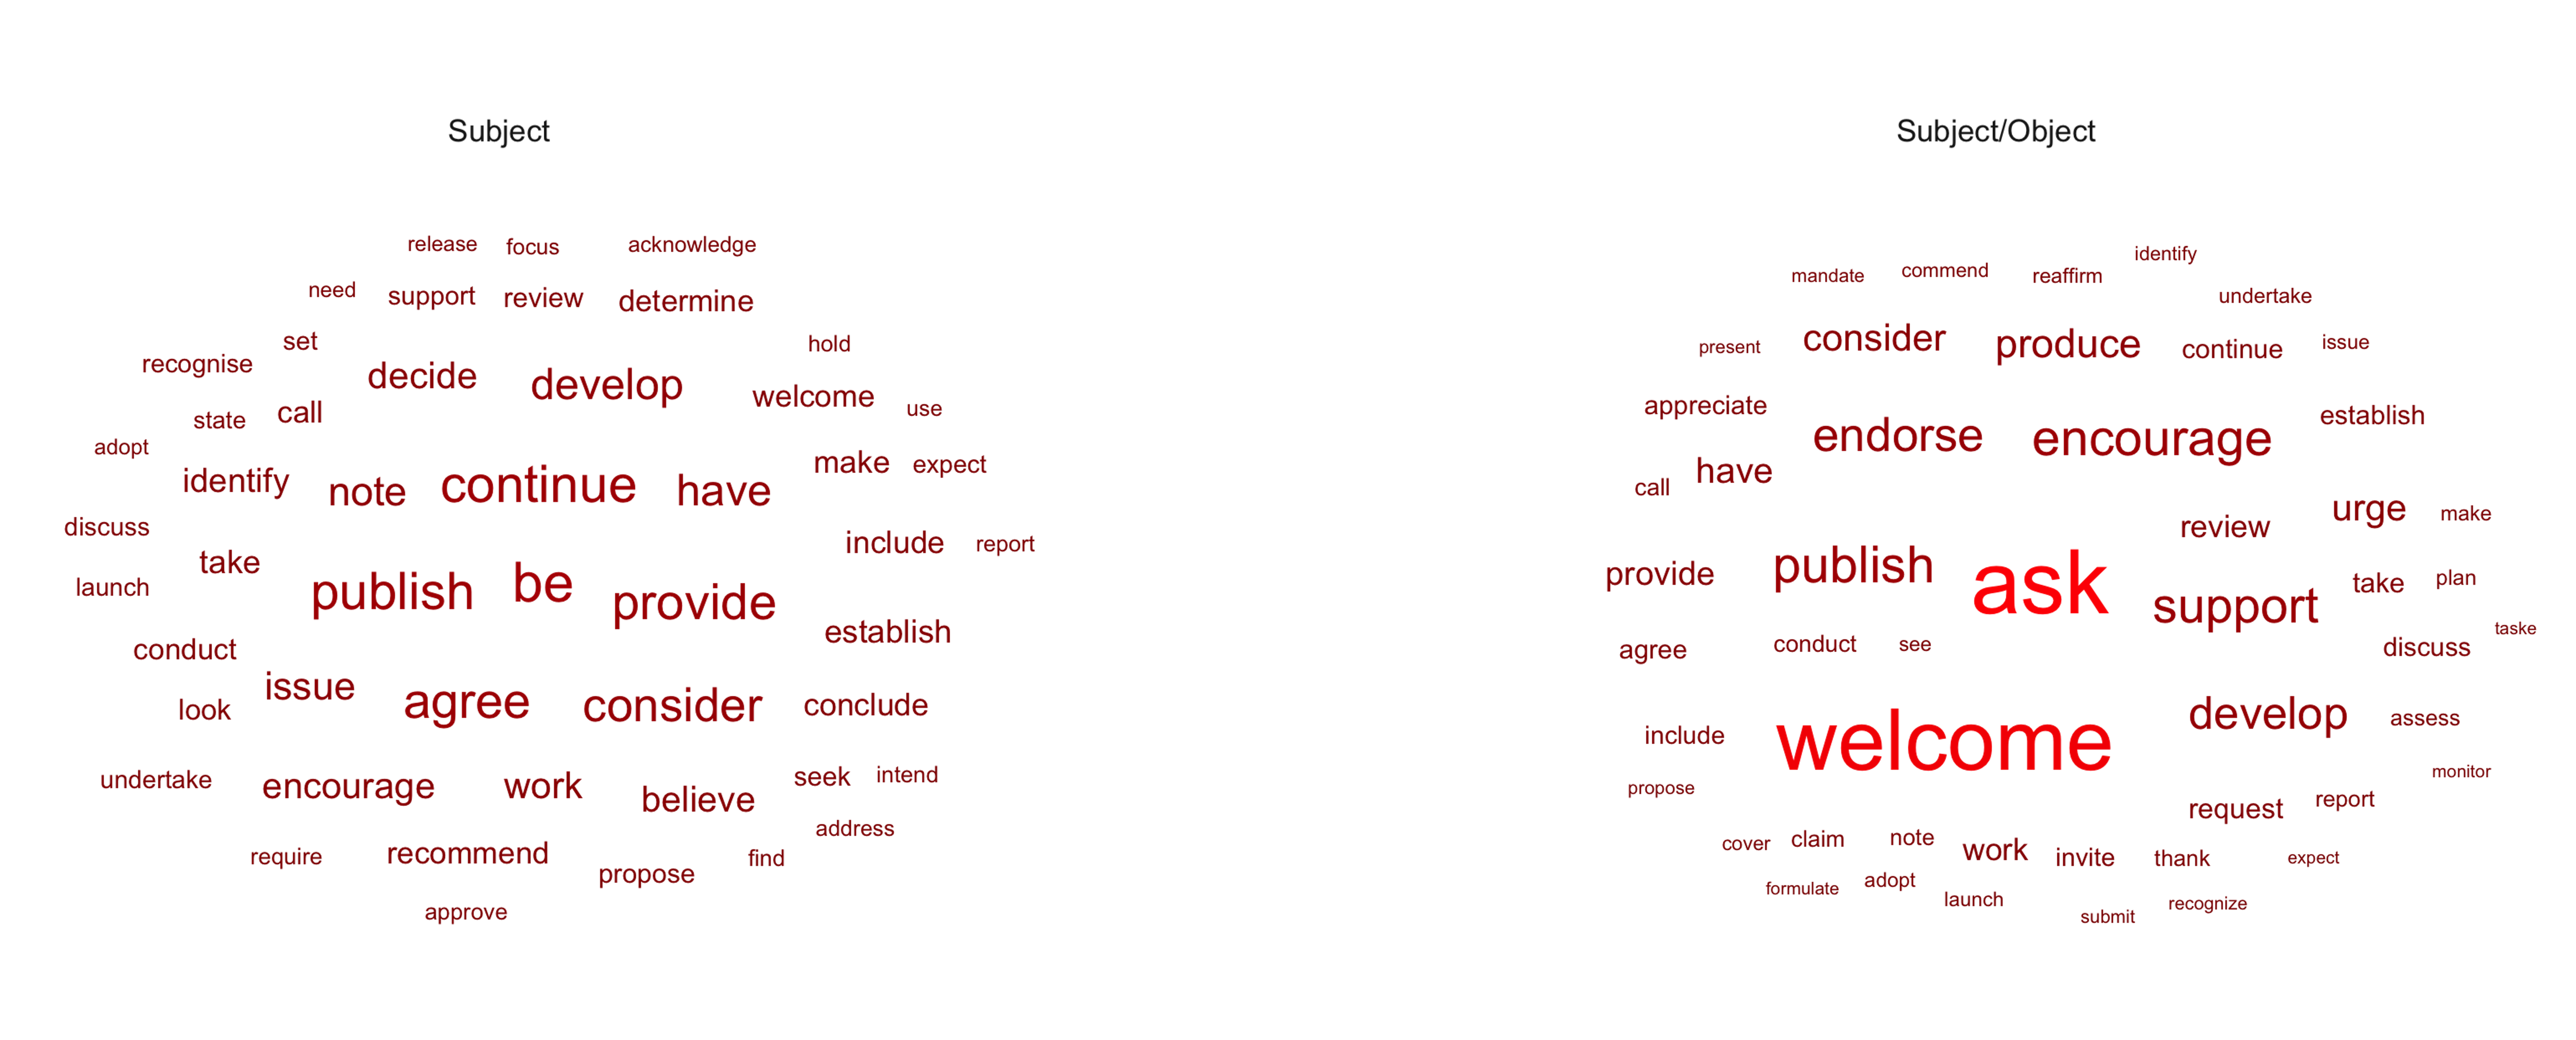 Subject
release focus acknowledge
need support review determine
set hold
recognise decide develop welcome use
state call
adopt make expect
identify note continue have
discuss include report
take publish be provide
launch establish
conduct issue agree consider conclude
look
undertake encourage work believe seek intend
address
require recommend propose find
approve
Subject/Object
identify
mandate commend reaffirm
undertake
present consider produce continue issue
appreciate endorse encourage establish
call have
urge make
review
provide publish ask support take plan
taske
agree conduct see discuss
include welcome develop assess
propose monitor
request report
cover claim note work invite thank expect
formulate adopt launch submit recognize